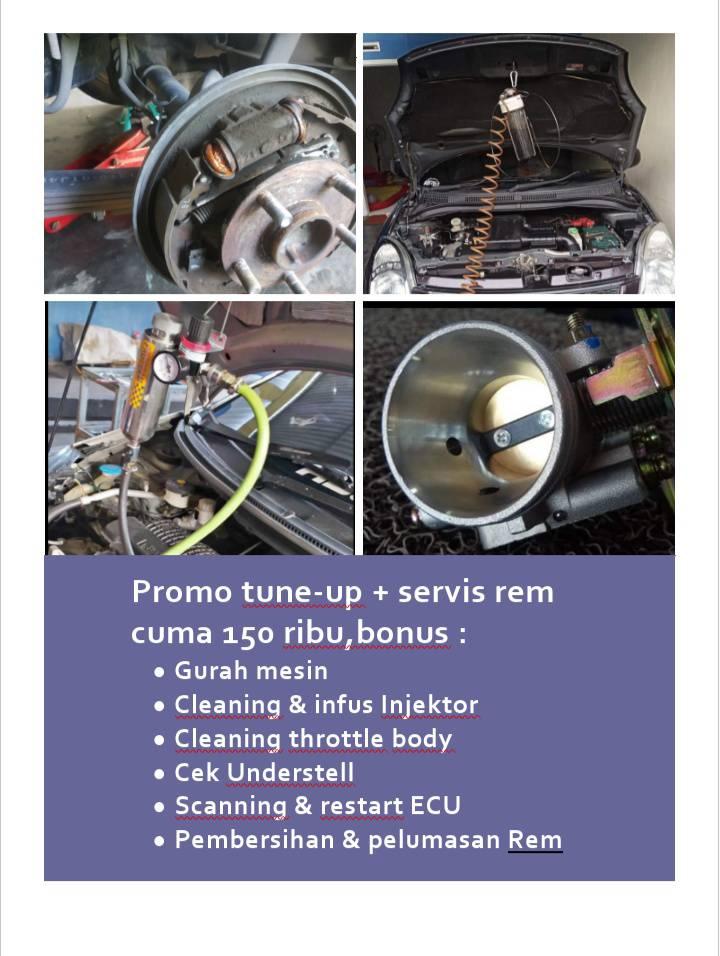 Promo tune-up + servis rem
cuma 150 ribu,bonus :
• Gurah mesin
• Cleaning & infus Injektor
• Cleaning throttle body
• Cek Understell
• Scanning & restart ECU
• Pembersihan & pelumasan Rem